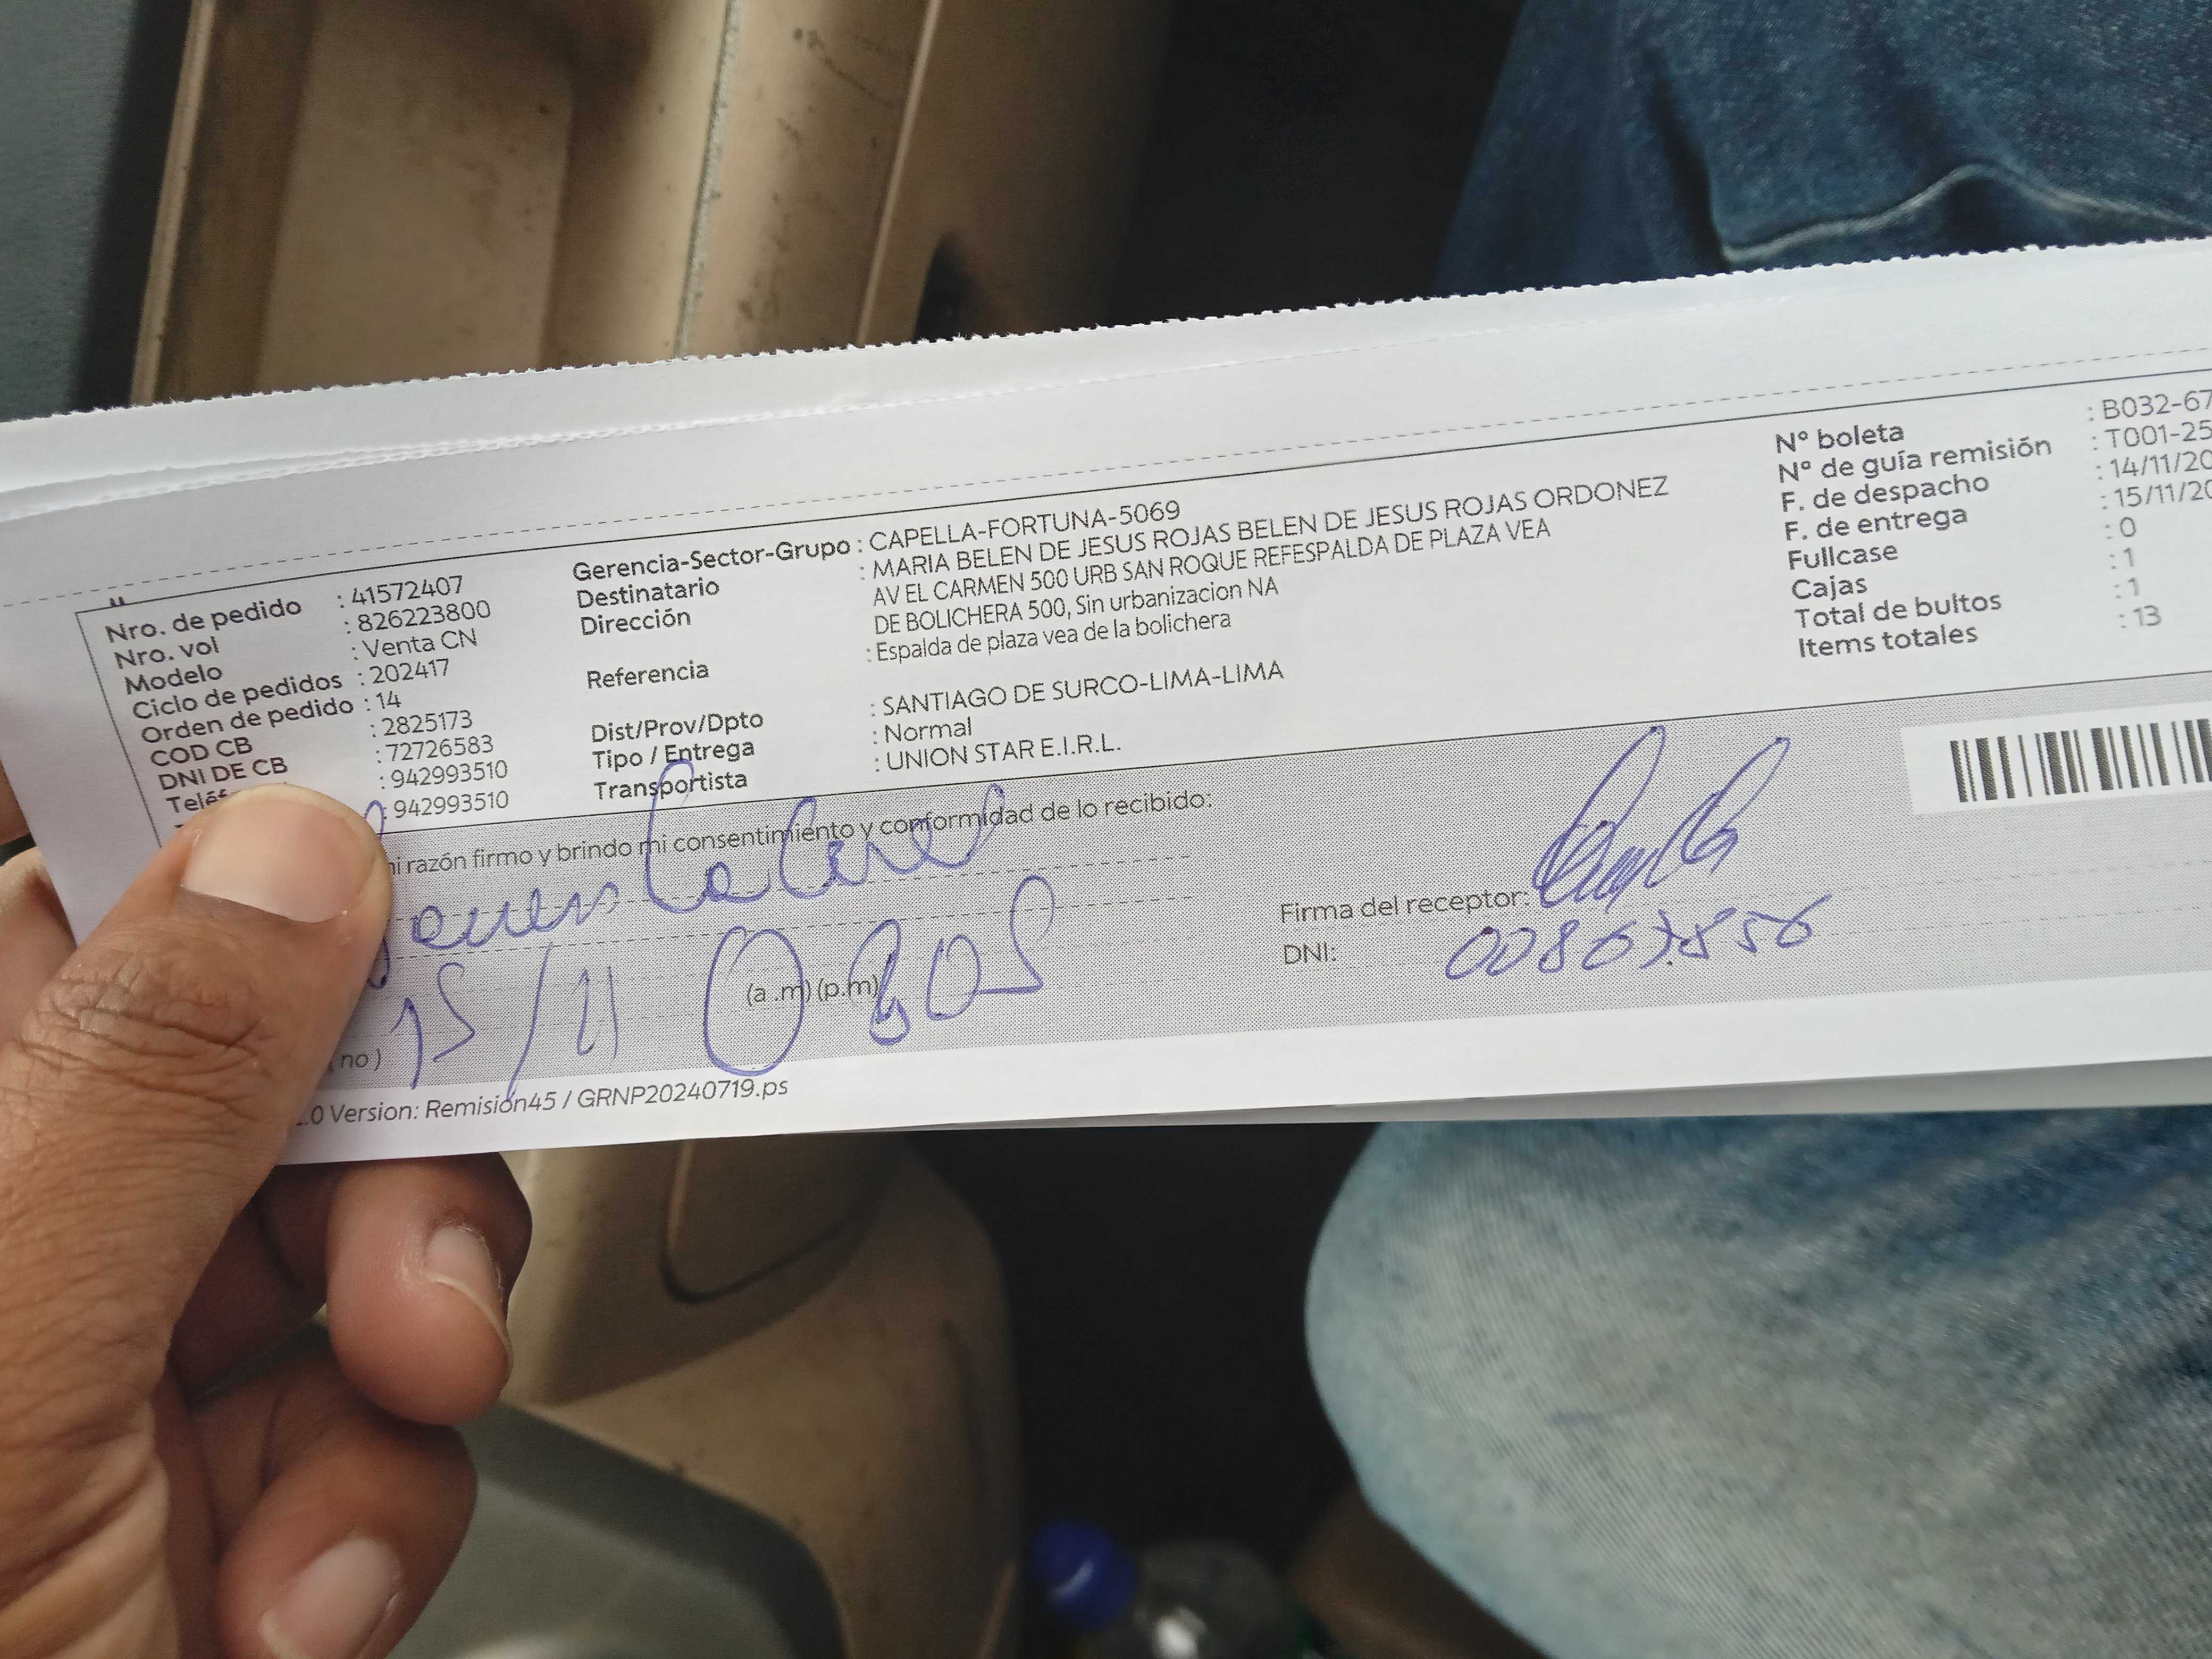 Nro. de pedido : 41572407
Nro. vol : 826223800
Modelo : Venta CN
Ciclo de pedidos : 202417
Orden de pedido : 14
COD CB : 2825173
DNI DE CB : 72726583
Teléf : 942993510
: 942993510
Gerencia-Sector-Grupo : CAPELLA-FORTUNA-5069
Destinatario : MARIA BELEN DE JESUS ROJAS BELEN DE JESUS ROJAS ORDONEZ
Dirección AV EL CARMEN 500 URB SAN ROQUE REFESPALDA DE PLAZA VEA
DE BOLICHERA 500, Sin urbanizacion NA
Referencia : Espalda de plaza vea de la bolichera
Dist/Prov/Dpto : SANTIAGO DE SURCO-LIMA-LIMA
Tipo / Entrega : Normal
Transportista : UNION STAR E.I.R.L.
Nº boleta : B032-67
Nº de guía remisión : T001-25
F. de despacho : 14/11/20
F. de entrega : 15/11/20
Fullcase : 0
Cajas : 1
Total de bultos : 1
Items totales : 13
mi razón firmo y brindo mi consentimiento y conformidad de lo recibido:
15/11
(a .m) (p.m)
(no)
Firma del receptor:
DNI:
.0 Version: Remision45 / GRNP20240719.ps